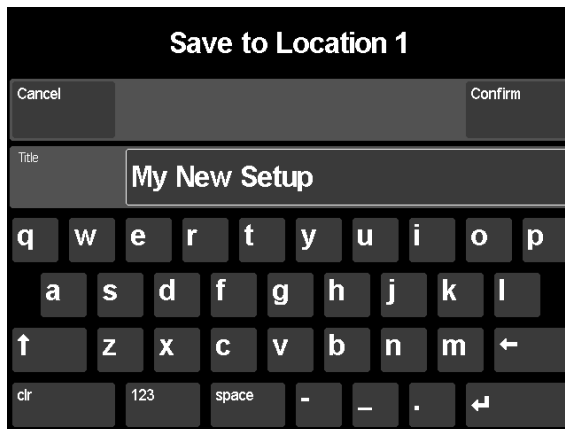 Save to Location 1
Cancel Confirm
Title My New Setup
q w e r t y u i o p
a s d f g h j k l
↑ z x c v b n m ←
clr 123 space - _ . ↵